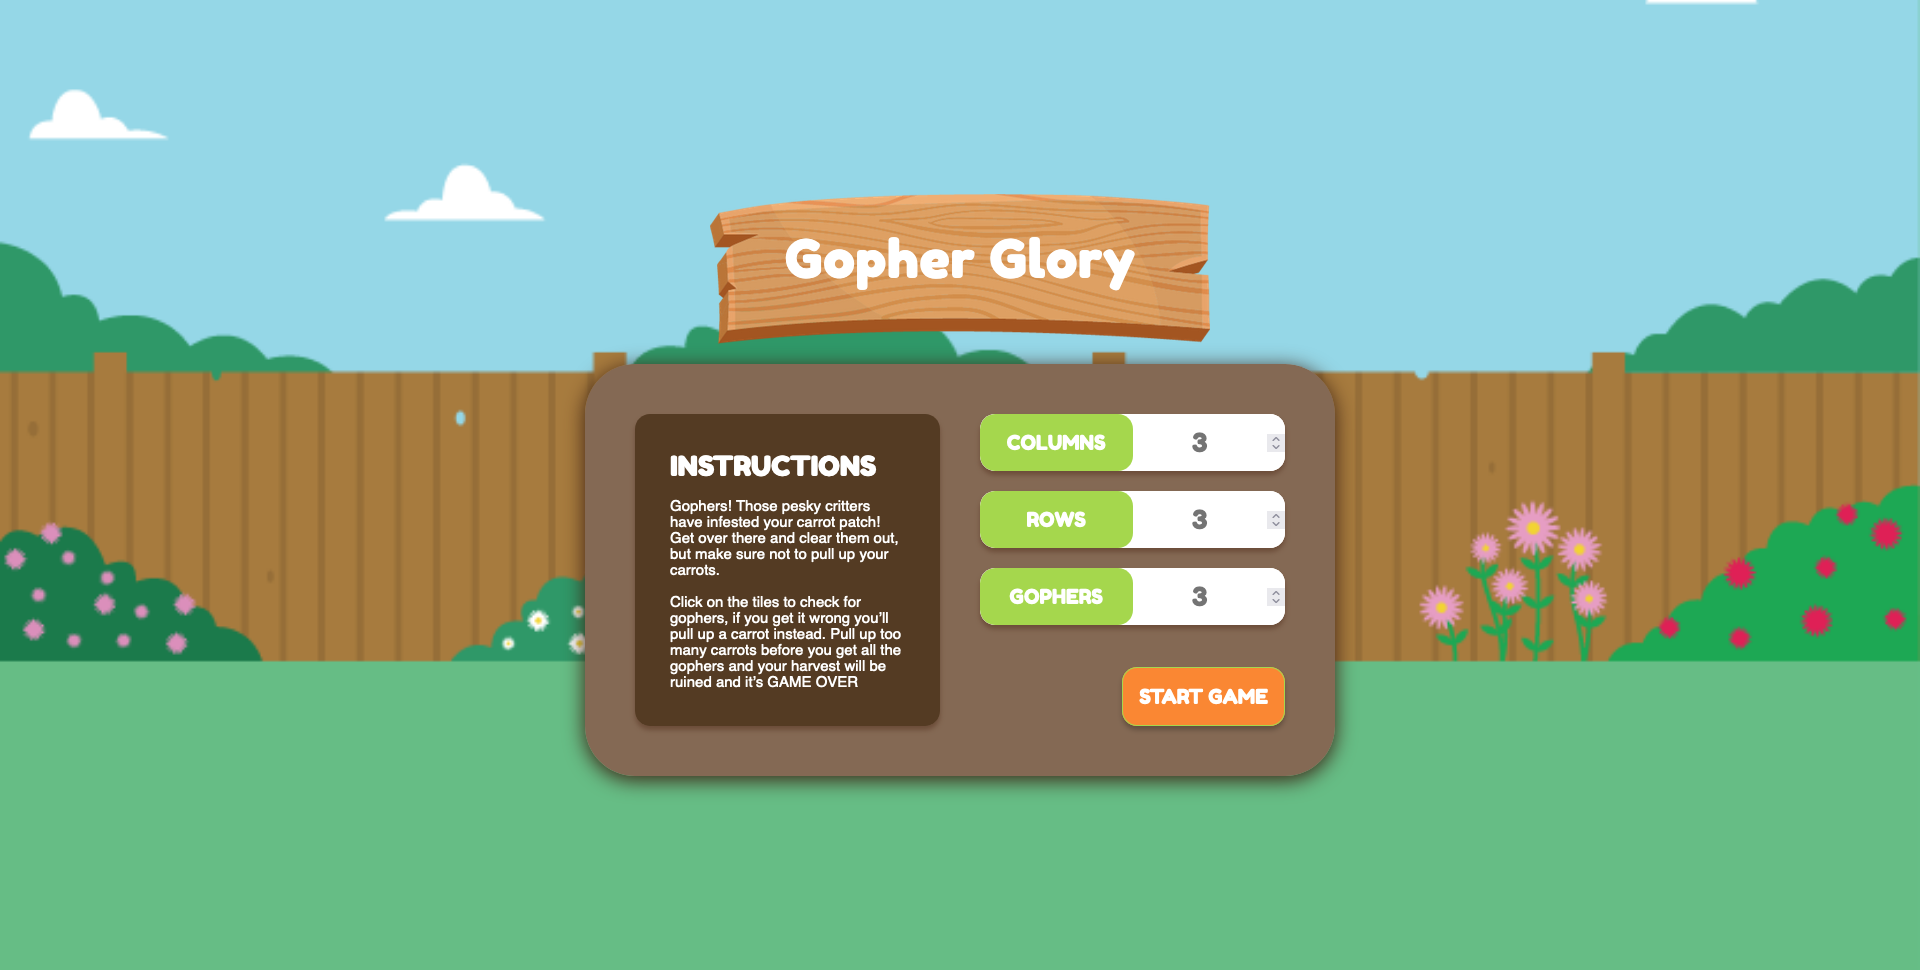 Gopher Glory
INSTRUCTIONS
Gophers! Those pesky critters
have infested your carrot patch!
Get over there and clear them out,
but make sure not to pull up your
carrots.
Click on the tiles to check for
gophers, if you get it wrong you’ll
pull up a carrot instead. Pull up too
many carrots before you get all the
gophers and your harvest will be
ruined and it’s GAME OVER
COLUMNS 3
ROWS 3
GOPHERS 3
START GAME